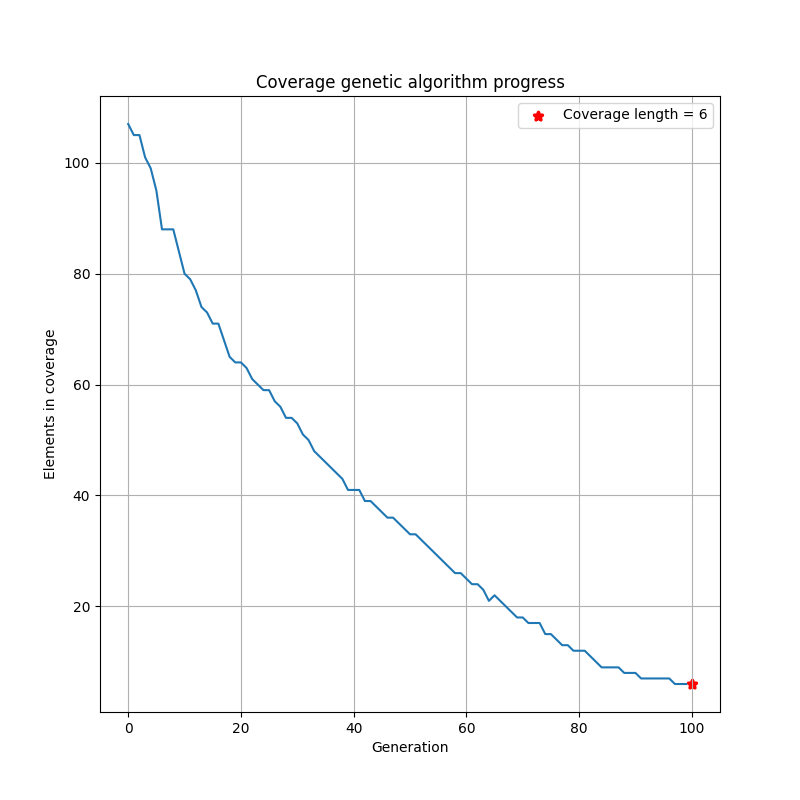 Coverage genetic algorithm progress
Coverage length = 6
100
80
60
40
20
Elements in coverage
0 20 40 60 80 100
Generation